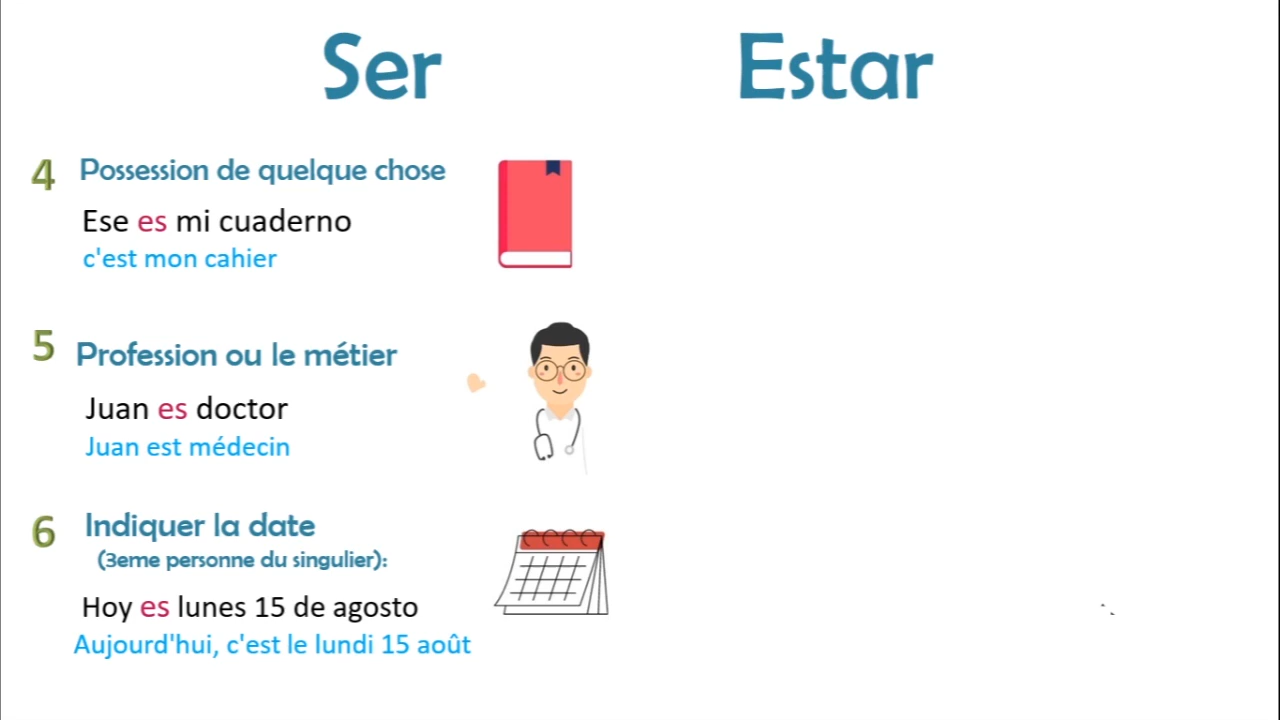 Ser Estar
4 Possession de quelque chose
Ese es mi cuaderno
c'est mon cahier
5 Profession ou le métier
Juan es doctor
Juan est médecin
6 Indiquer la date
(3eme personne du singulier):
Hoy es lunes 15 de agosto
Aujourd'hui, c'est le lundi 15 août